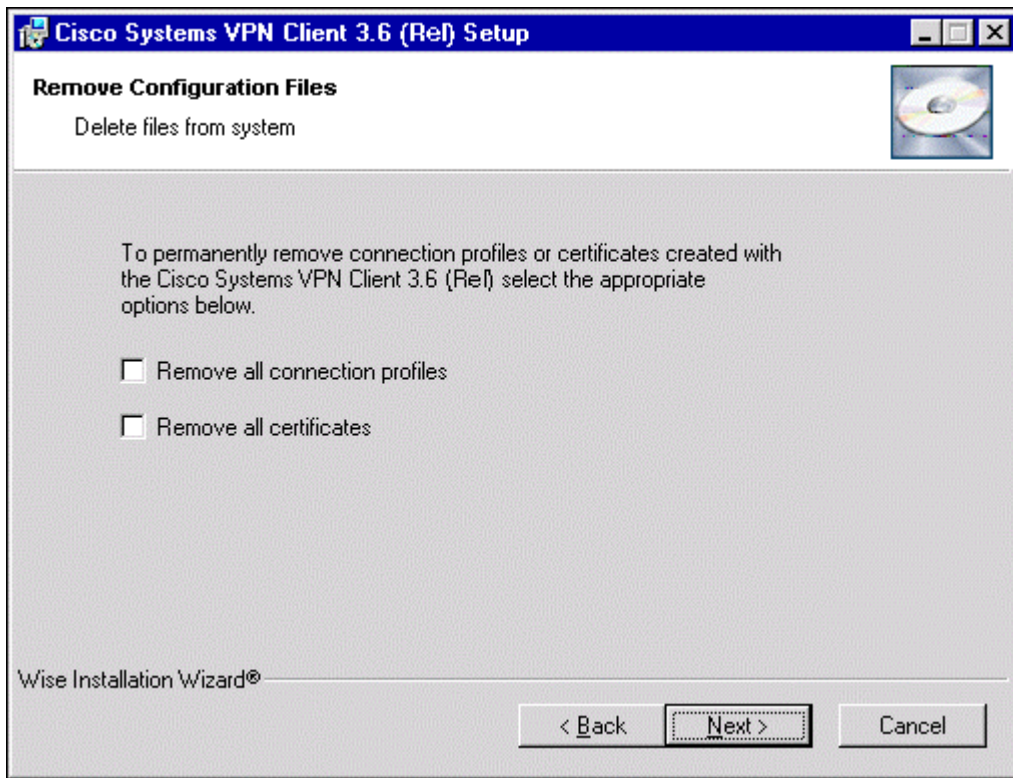 Cisco Systems VPN Client 3.6 (Rel) Setup
Remove Configuration Files
Delete files from system
To permanently remove connection profiles or certificates created with
the Cisco Systems VPN Client 3.6 (Rel) select the appropriate
options below.
Remove all connection profiles
Remove all certificates
Wise Installation Wizard®
< Back
Next >
Cancel